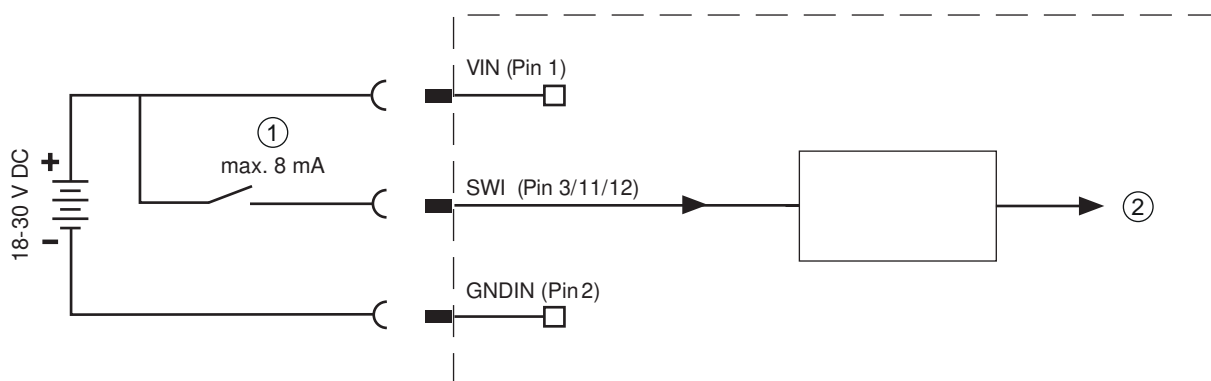 VIN (Pin 1)
1
max. 8 mA
18-30 V DC
+
-
SWI (Pin 3/11/12)
2
GNDIN (Pin 2)